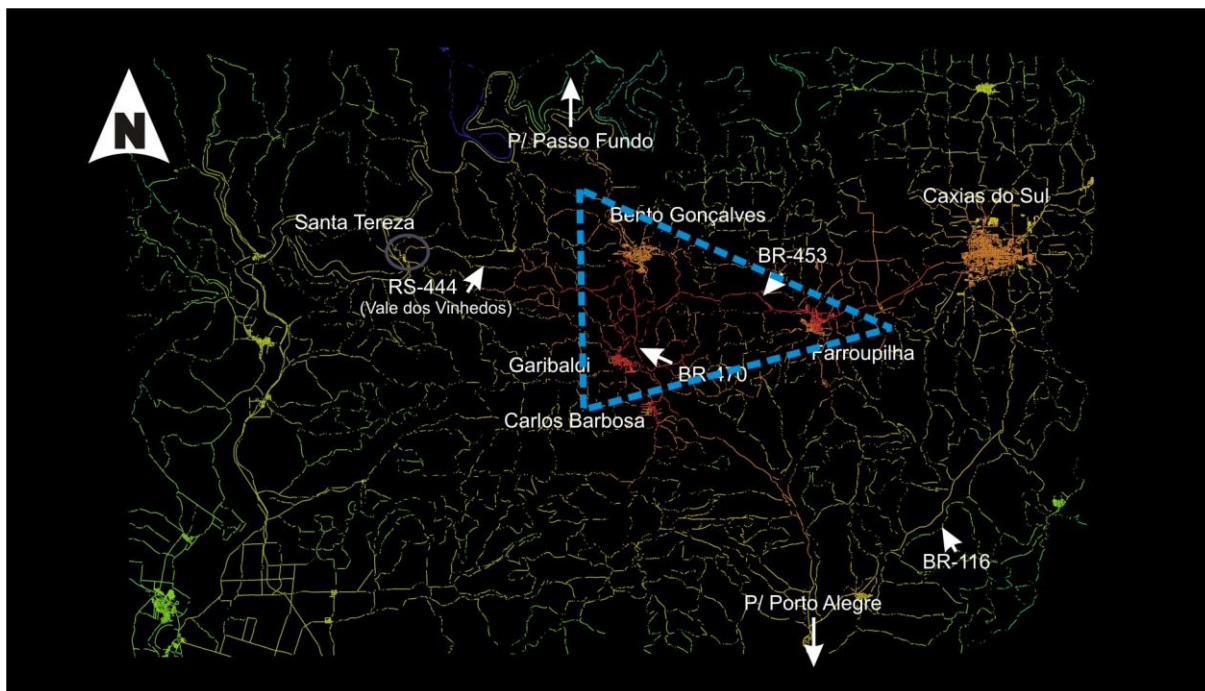 N
P/ Passo Fundo
Caxias do Sul
Santa Tereza
Bento Gonçalves
BR-453
RS-444
(Vale dos Vinhedos)
Farroupilha
Garibaldi
BR-470
Carlos Barbosa
BR-116
P/ Porto Alegre